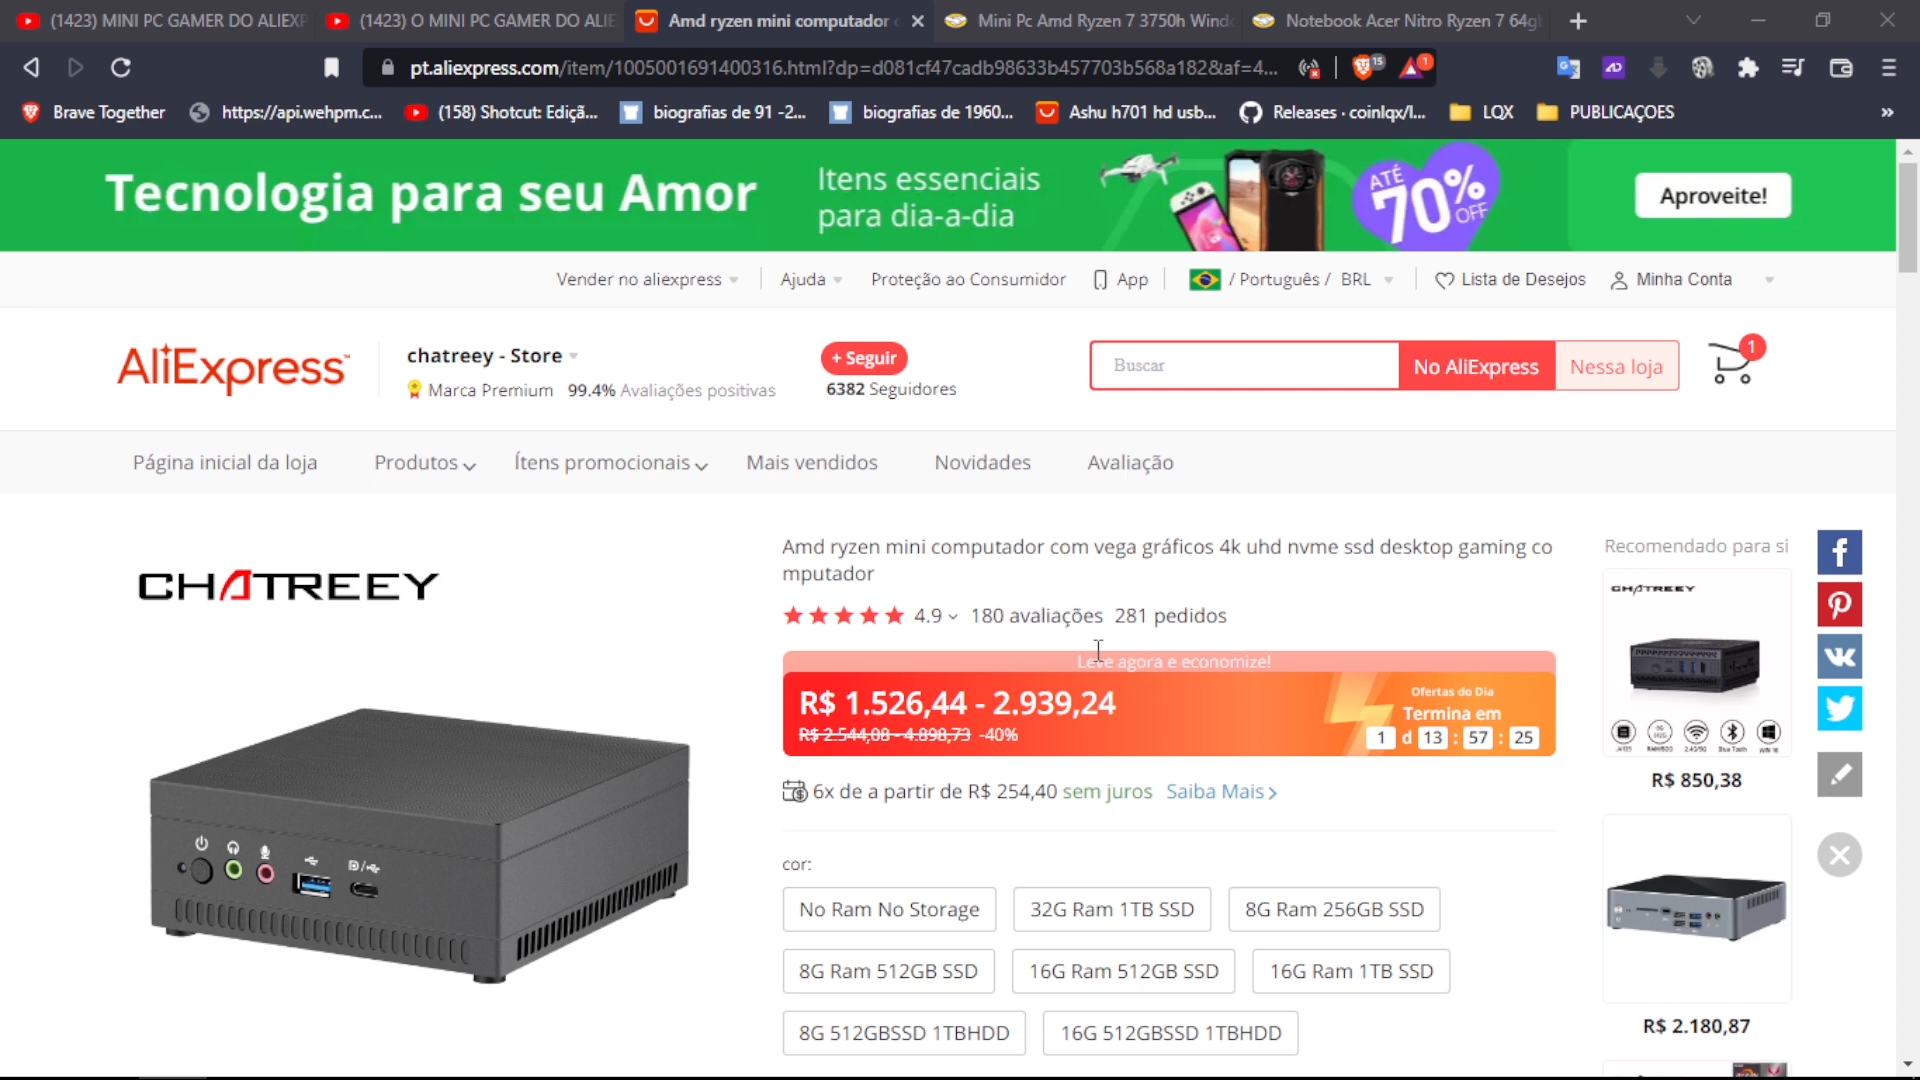 (1423) MINI PC GAMER DO ALIEXP
(1423) O MINI PC GAMER DO ALIE
Amd ryzen mini computador c
Mini Pc Amd Ryzen 7 3750h Wind
Notebook Acer Nitro Ryzen 7 64g
pt.aliexpress.com/item/1005001691400316.html?dp=d081cf47cadb98633b457703b568a182&af=4...
15
1
Brave Together
https://api.wehpm.c...
(158) Shotcut: Ediçã...
biografias de 91 -2...
biografias de 1960...
Ashu h701 hd usb...
Releases · coinlqx/l...
LQX
PUBLICAÇOES
»
Tecnologia para seu Amor
Itens essenciais
para dia-a-dia
ATÉ
70%
OFF
Aproveite!
Vender no aliexpress
Ajuda
Proteção ao Consumidor
App
/ Português / BRL
Lista de Desejos
Minha Conta
AliExpress
chatreey - Store
Marca Premium 99.4% Avaliações positivas
+ Seguir
6382 Seguidores
Buscar
No AliExpress
Nessa loja
1
Página inicial da loja
Produtos
Ítens promocionais
Mais vendidos
Novidades
Avaliação
CHATREEY
Amd ryzen mini computador com vega gráficos 4k uhd nvme ssd desktop gaming co
mputador
4.9
180 avaliações
281 pedidos
Leve agora e economize!
R$ 1.526,44 - 2.939,24
R$ 2.544,08 - 4.898,73 -40%
Ofertas do Dia
Termina em
1 d 13 : 57 : 25
6x de a partir de R$ 254,40 sem juros Saiba Mais
cor:
No Ram No Storage
32G Ram 1TB SSD
8G Ram 256GB SSD
8G Ram 512GB SSD
16G Ram 512GB SSD
16G Ram 1TB SSD
8G 512GBSSD 1TBHDD
16G 512GBSSD 1TBHDD
Recomendado para si
CHATREEY
2.4G/5G
Blue Tooth
WIN 10
R$ 850,38
R$ 2.180,87